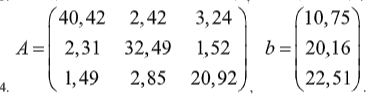 40,42 2,42 3,24 10,75
A= 2,31 32,49 1,52 b= 20,16
4. 1,49 2,85 20,92 , 22,51 .